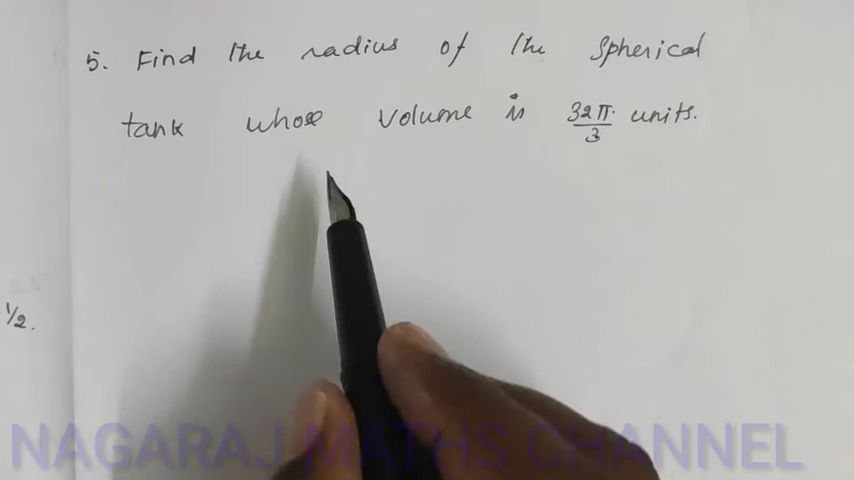 5. Find the radius of the Spherical
tank whose volume is 32π/3 units.
1/2.
NAGARAJ MATHS CHANNEL